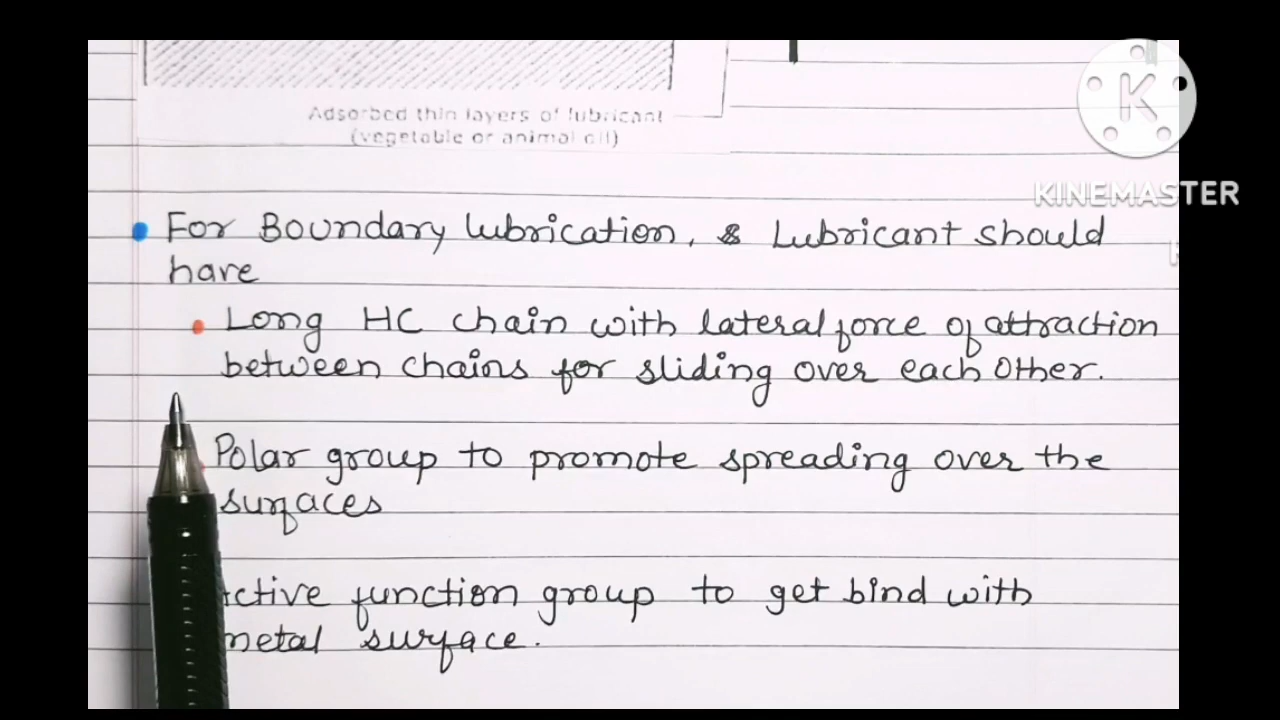 Adsorbed thin layers of lubricant
(vegetable or animal oil)
KINEMASTER
For Boundary lubrication, & Lubricant should
have
Long HC chain with lateral force of attraction
between chains for sliding over each other.
Polar group to promote spreading over the
surfaces
ctive function group to get bind with
metal surface.